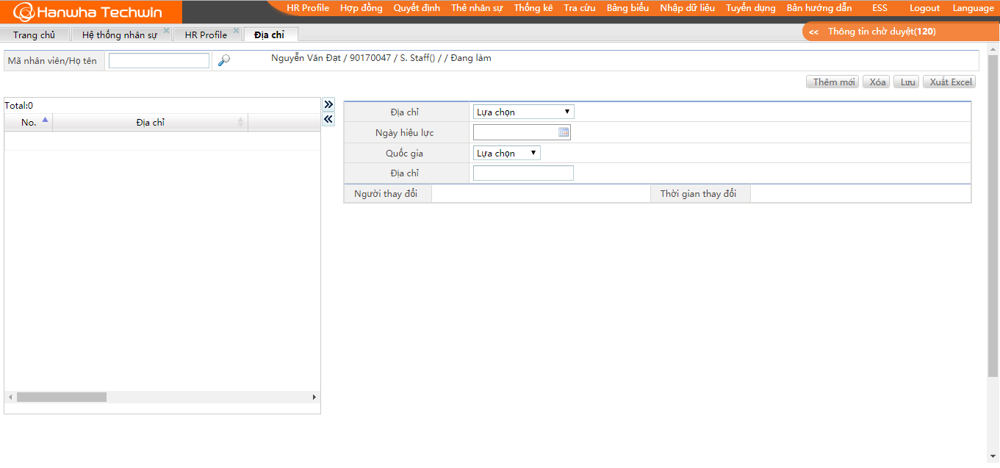 Hanwha Techwin
HR Profile Hợp đồng Quyết định Thẻ nhân sự Thống kê Tra cứu Bảng biểu Nhập dữ liệu Tuyển dụng Bản hướng dẫn ESS Logout Language
Trang chủ Hệ thống nhân sự HR Profile Địa chỉ
<< Thông tin chờ duyệt(120)
Mã nhân viên/Họ tên
Nguyễn Văn Đạt / 90170047 / S. Staff() / / Đang làm
Thêm mới Xóa Lưu Xuất Excel
Total:0
No. Địa chỉ
Địa chỉ Lựa chọn
Ngày hiệu lực
Quốc gia Lựa chọn
Địa chỉ
Người thay đổi Thời gian thay đổi